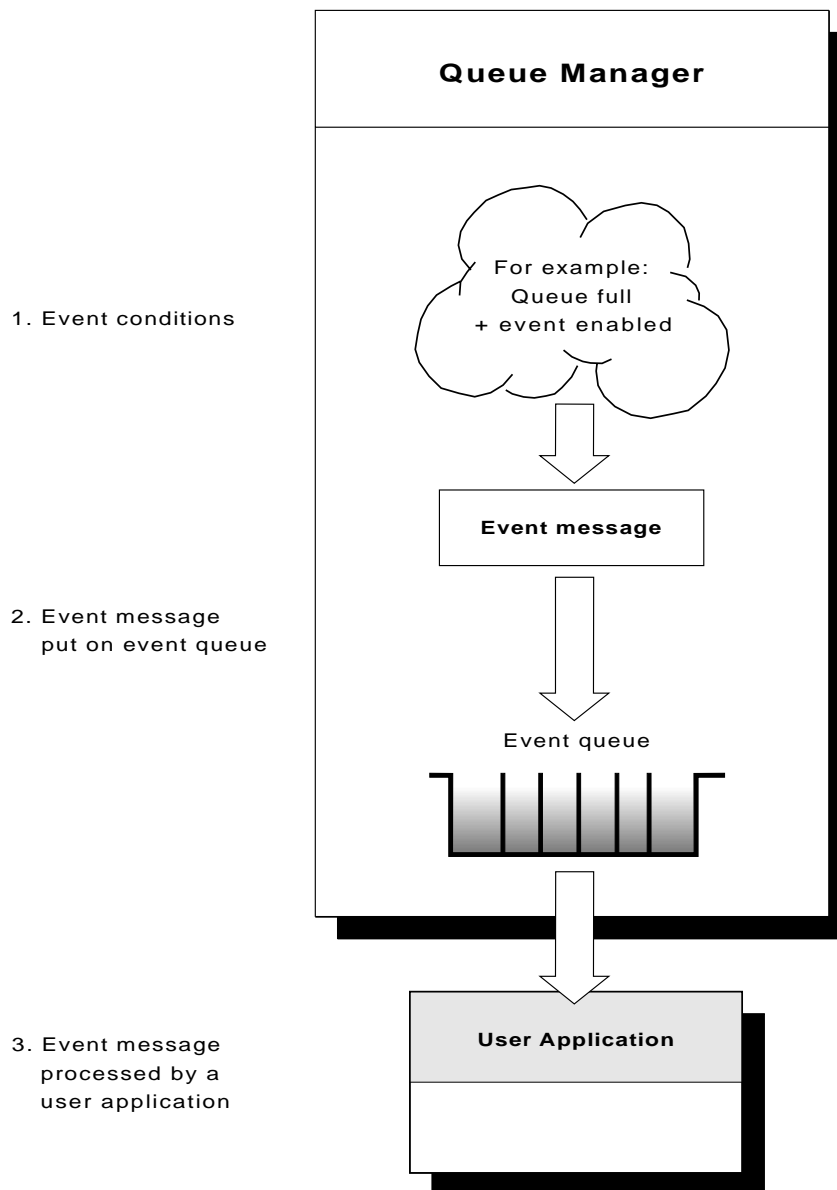 Queue Manager
For example:
Queue full
+ event enabled
1. Event conditions
Event message
2. Event message
put on event queue
Event queue
User Application
3. Event message
processed by a
user application